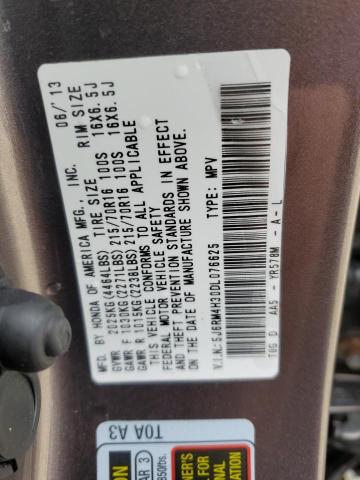 MFD. BY HONDA OF AMERICA MFG., INC. 06/'13
TIRE SIZE RIM SIZE
GVWR 2025KG(4464LBS)
GAWR F 1030KG(2271LBS) 215/70R16 100S 16X6.5J
GAWR R 1015KG(2238LBS) 215/70R16 100S 16X6.5J
THIS VEHICLE CONFORMS TO ALL APPLICABLE
FEDERAL MOTOR VEHICLE SAFETY
AND THEFT PREVENTION STANDARDS IN EFFECT
ON THE DATE OF MANUFACTURE SHOWN ABOVE.
V.I.N.:5J6RM4H3DDL076625 TYPE: MPV
T0G D AA5 - YR578M - A - L
T0A A3